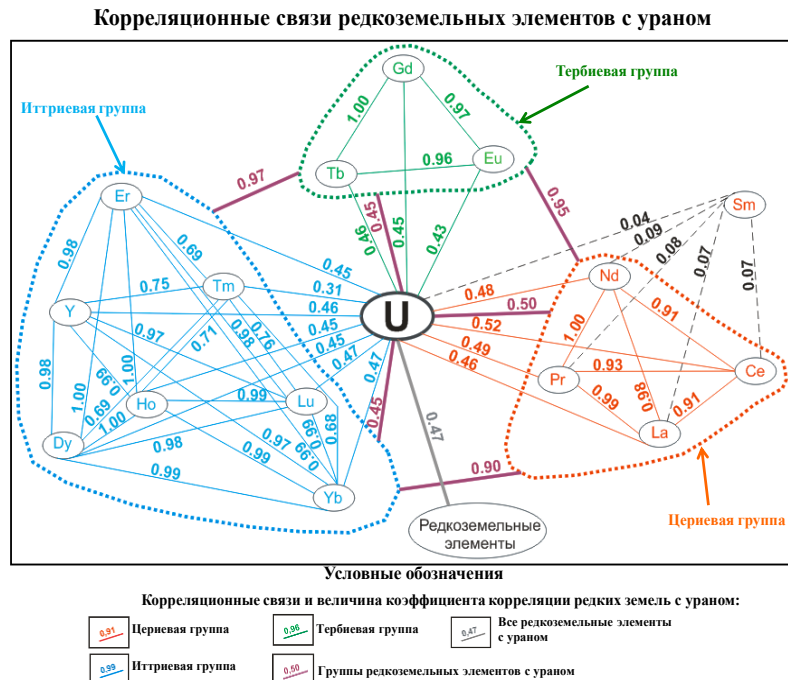 Корреляционные связи редкоземельных элементов с ураном
Тербиевая группа
Иттриевая группа
Gd
1.00
0.97
0.96
Tb
Eu
0.97
0.45
0.46
0.45
0.43
0.95
Er
0.98
0.69
0.45
Tm
0.75
0.31
Y
0.46
0.97
0.71
0.98
0.76
0.45
0.45
0.47
0.47
U
0.98
1.00
1.00
0.99
0.69
1.00
Ho
0.99
Lu
Dy
0.98
0.97
0.99
0.99
0.99
0.68
0.99
Yb
0.45
0.90
0.47
Sm
0.04
0.09
0.08
0.07
0.07
Nd
0.48
0.50
0.52
0.49
0.46
0.91
1.00
0.93
Pr
Ce
0.99
0.98
0.91
La
Редкоземельные
элементы
Цериевая группа
Условные обозначения
Корреляционные связи и величина коэффициента корреляции редких земель с ураном:
0,91
Цериевая группа
0,96
Тербиевая группа
0,47
Все редкоземельные элементы
с ураном
0,99
Иттриевая группа
0,50
Группы редкоземельных элементов с ураном